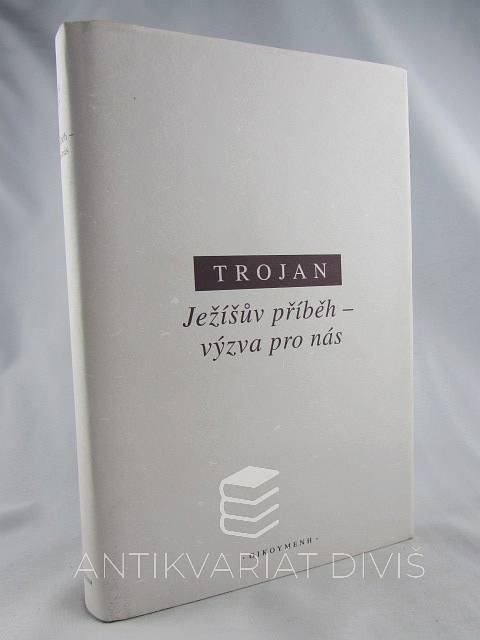 TROJAN
Ježíšův příběh –
výzva pro nás
· OIKOYMENH ·
ANTIKVARIAT DIVIŠ